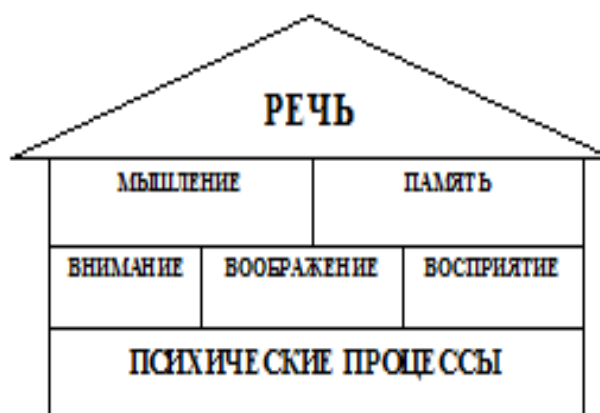 РЕЧЬ
МЫШЛЕНИЕ ПАМЯТЬ
ВНИМАНИЕ ВООБРАЖЕНИЕ ВОСПРИЯТИЕ
ПСИХИЧЕСКИЕ ПРОЦЕССЫ